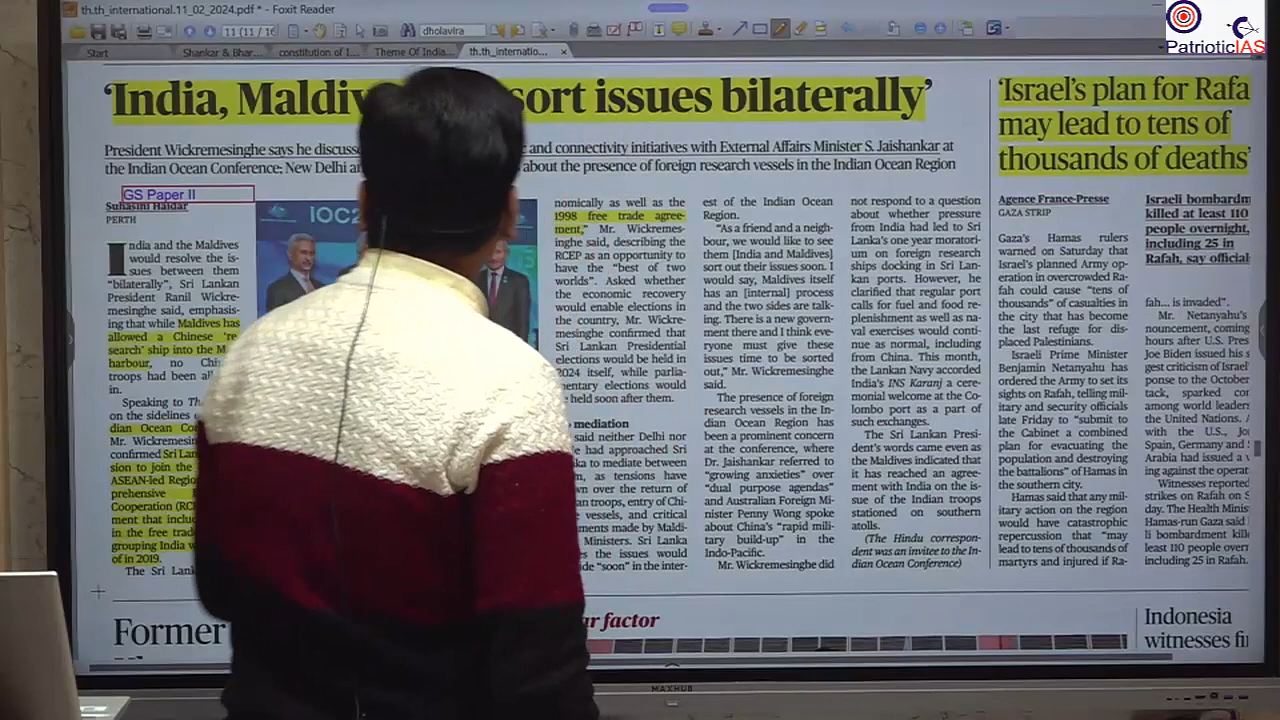 th.th_international.11_02_2024.pdf * - Foxit Reader
11 (11 / 16
dholavira
Start
Shankar & Bhar...
constitution of 1...
Theme Of India...
th.th_internatio...
PatrioticIAS
'India, Maldiv
sort issues bilaterally'
President Wickremesinghe says he discuss
and connectivity initiatives with External Affairs Minister S. Jaishankar at
the Indian Ocean Conference; New Delhi
about the presence of foreign research vessels in the Indian Ocean Region
GS Paper II
Suhasini Haidar
PERTH
India and the Maldives
would resolve the is-
sues between them
"bilaterally", Sri Lankan
President Ranil Wickre-
mesinghe said, emphasis-
ing that while Maldives has
allowed a Chinese 're-
search' ship into the
harbour, no
troops had been
in.
Speaking to
on the sidelines
dian Ocean
Mr. Wickremesin
confirmed Sri
sion to join the
ASEAN-led
prehensive
Cooperation
ment that
in the free
grouping India
of in 2019.
The Sri
IOC2
nomically as well as the
1998 free trade agree-
ment," Mr. Wickremes-
inghe said, describing the
RCEP as an opportunity to
have the "best of two
worlds". Asked whether
the economic recovery
would enable elections in
the country, Mr. Wickre-
mesinghe confirmed that
Sri Lankan Presidential
elections would be held in
2024 itself, while parlia-
mentary elections would
be held soon after them.
mediation
said neither Delhi nor
had approached Sri
to mediate between
as tensions have
over the return of
troops, entry of Chi-
vessels, and critical
made by Maldi-
Ministers. Sri Lanka
the issues would
"soon" in the inter-
est of the Indian Ocean
Region.
"As a friend and a neigh-
bour, we would like to see
them [India and Maldives]
sort out their issues soon. I
would say, Maldives itself
has an [internal] process
and the two sides are talk-
ing. There is a new govern-
ment there and I think eve-
ryone must give these
issues time to be sorted
out," Mr. Wickremesinghe
said.
The presence of foreign
research vessels in the In-
dian Ocean Region has
been a prominent concern
at the conference, where
Dr. Jaishankar referred to
"growing anxieties" over
"dual purpose agendas"
and Australian Foreign Mi-
nister Penny Wong spoke
about China's "rapid mili-
tary build-up" in the
Indo-Pacific.
Mr. Wickremesinghe did
not respond to a question
about whether pressure
from India had led to Sri
Lanka's one year moratori-
um on foreign research
ships docking in Sri Lan-
kan ports. However, he
clarified that regular port
calls for fuel and food re-
plenishment as well as na-
val exercises would conti-
nue as normal, including
from China. This month,
the Lankan Navy accorded
India's INS Karanj a cere-
monial welcome at the Co-
lombo port as a part of
such exchanges.
The Sri Lankan Presi-
dent's words came even as
the Maldives indicated that
it has reached an agree-
ment with India on the is-
sue of the Indian troops
stationed on southern
atolls.
(The Hindu correspon-
dent was an invitee to the In-
dian Ocean Conference)
'Israel's plan for Rafa
may lead to tens of
thousands of deaths'
Agence France-Presse
GAZA STRIP
Gaza's Hamas rulers
warned on Saturday that
Israel's planned Army op-
eration in overcrowded Ra-
fah could cause "tens of
thousands" of casualties in
the city that has become
the last refuge for dis-
placed Palestinians.
Israeli Prime Minister
Benjamin Netanyahu has
ordered the Army to set its
sights on Rafah, telling mil-
itary and security officials
late Friday to "submit to
the Cabinet a combined
plan for evacuating the
population and destroying
the battalions" of Hamas in
the southern city.
Hamas said that any mil-
itary action on the region
would have catastrophic
repercussion that "may
lead to tens of thousands of
martyrs and injured if Ra-
Israeli bombardm
killed at least 110
people overnight,
including 25 in
Rafah, say official
fah... is invaded".
Mr. Netanyahu's
nouncement, coming
hours after U.S. Pres
Joe Biden issued his s
gest criticism of Israel
ponse to the October
tack, sparked con
among world leaders
the United Nations.
with the U.S., Jo
Spain, Germany and S
Arabia had issued a v
ing against the operat
Witnesses reported
strikes on Rafah on S
day. The Health Minis
Hamas-run Gaza said
li bombardment kille
least 110 people overn
including 25 in Rafah.
Former
factor
Indonesia
witnesses fi
MAXHUB